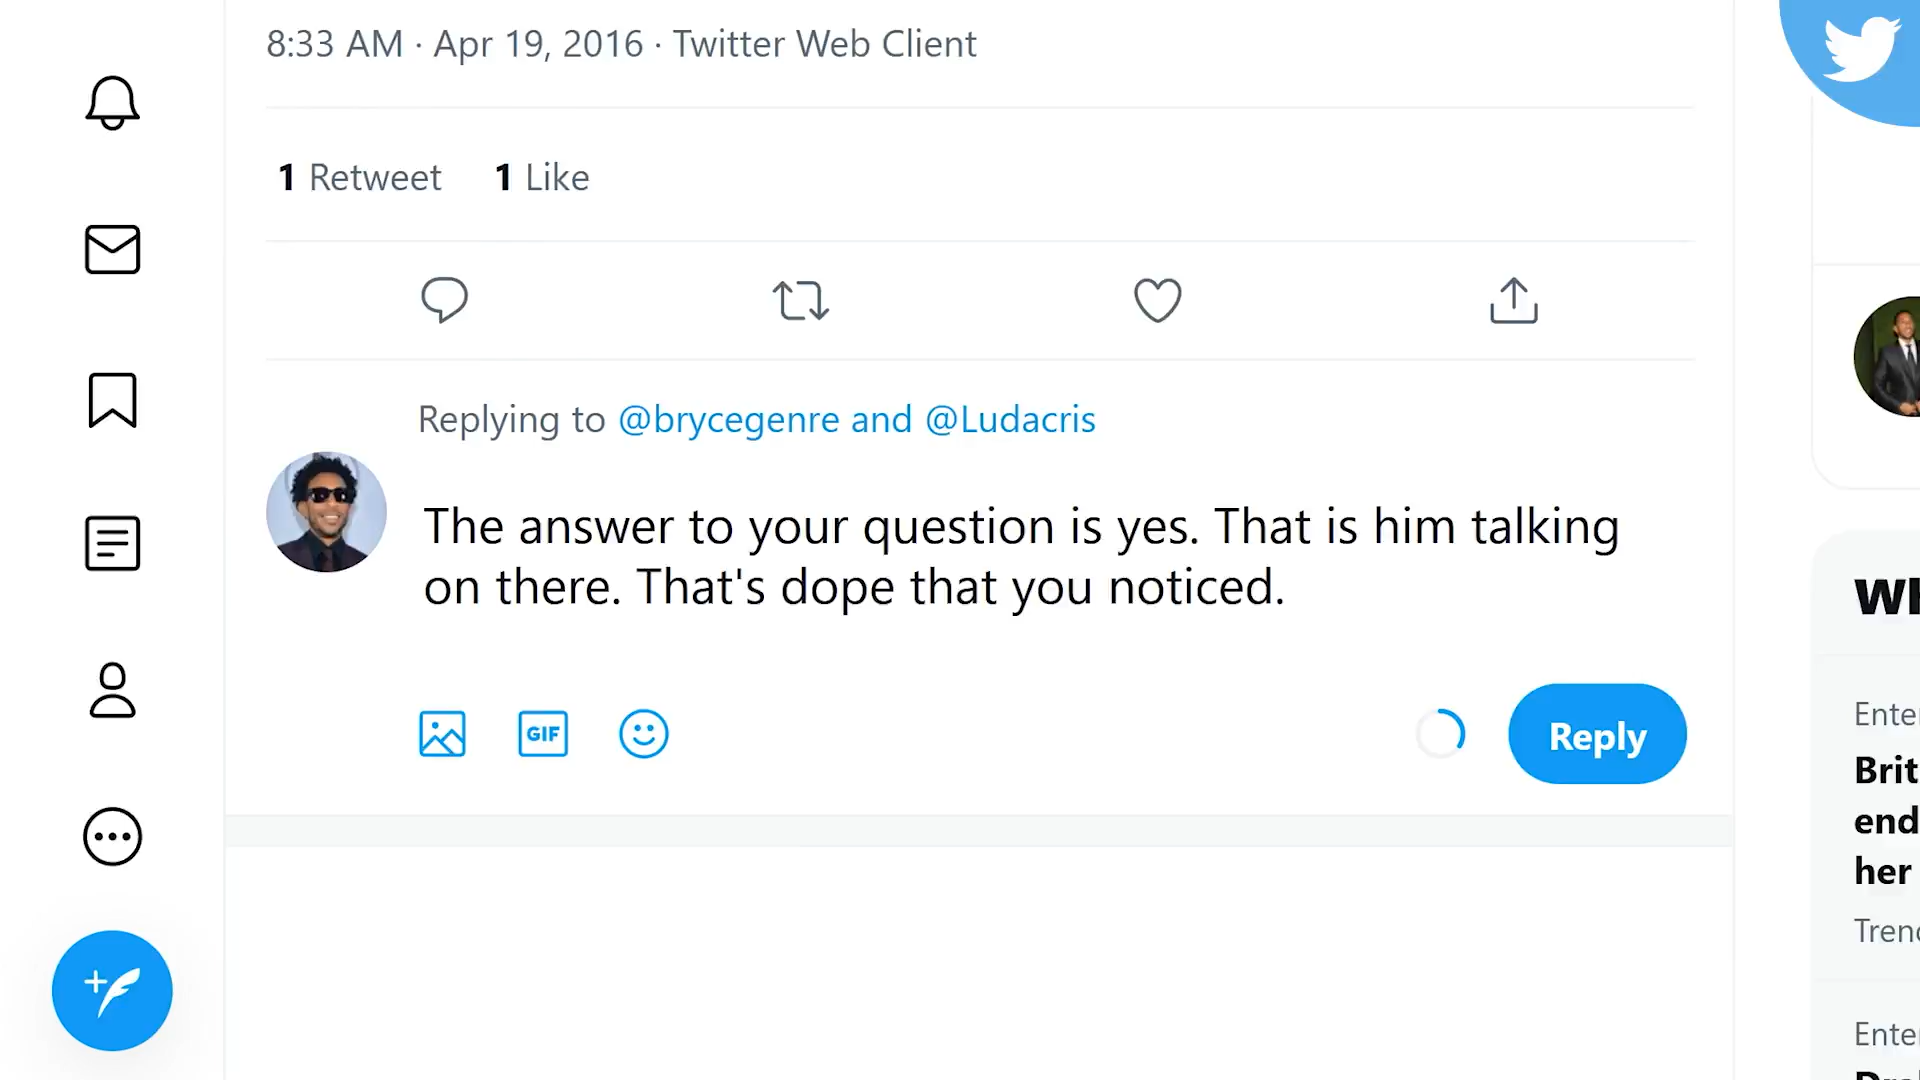 8:33 AM · Apr 19, 2016 · Twitter Web Client
1 Retweet 1 Like
Replying to @brycegenre and @Ludacris
The answer to your question is yes. That is him talking
on there. That's dope that you noticed.
GIF
Reply
end
her